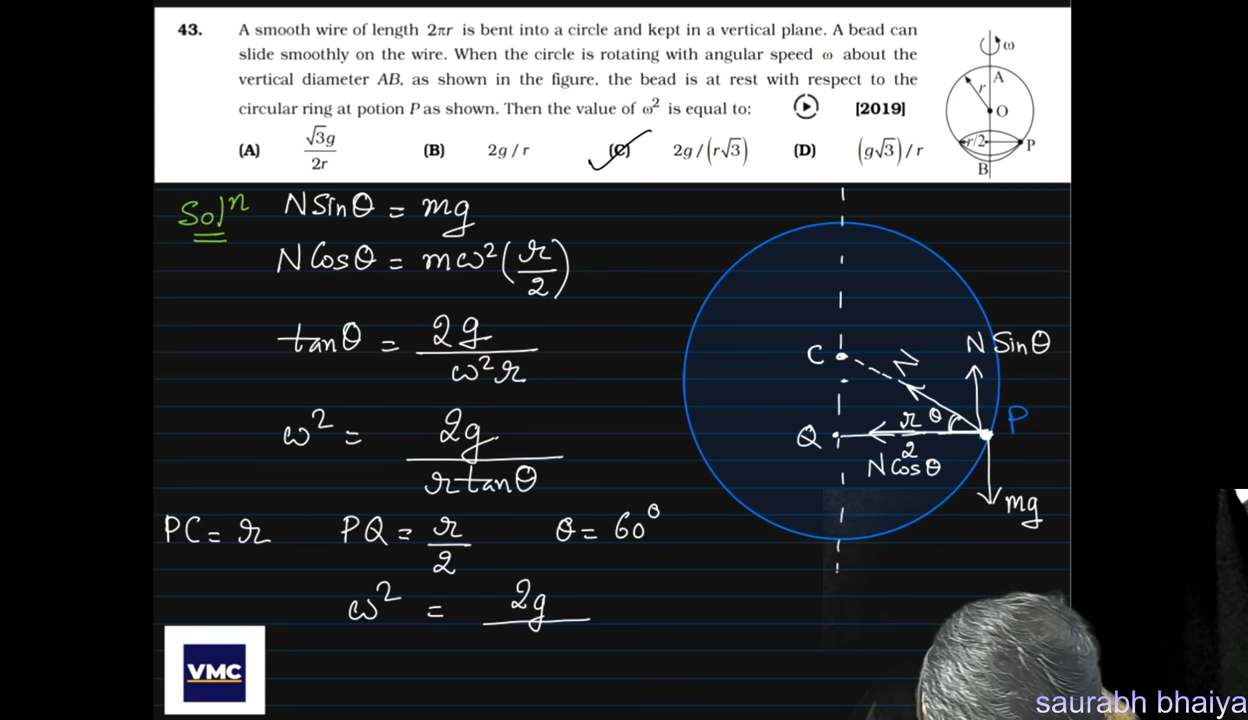 43. A smooth wire of length 2πr is bent into a circle and kept in a vertical plane. A bead can
slide smoothly on the wire. When the circle is rotating with angular speed ω about the
vertical diameter AB, as shown in the figure, the bead is at rest with respect to the
circular ring at potion P as shown. Then the value of ω² is equal to: [2019]
(A) √3g / 2r (B) 2g / r (C) 2g / (r√3) (D) (g√3) / r
ω
A
r
O
r/2
P
B
Solⁿ N Sinθ = mg
N Cosθ = mω² (r/2)
tanθ = 2g / ω²r
ω² = 2g / r tanθ
PC = r PQ = r/2 θ = 60°
ω² = 2g
C
N
N Sinθ
P
θ
r/2
Q
N Cosθ
mg
VMC
saurabh bhaiya